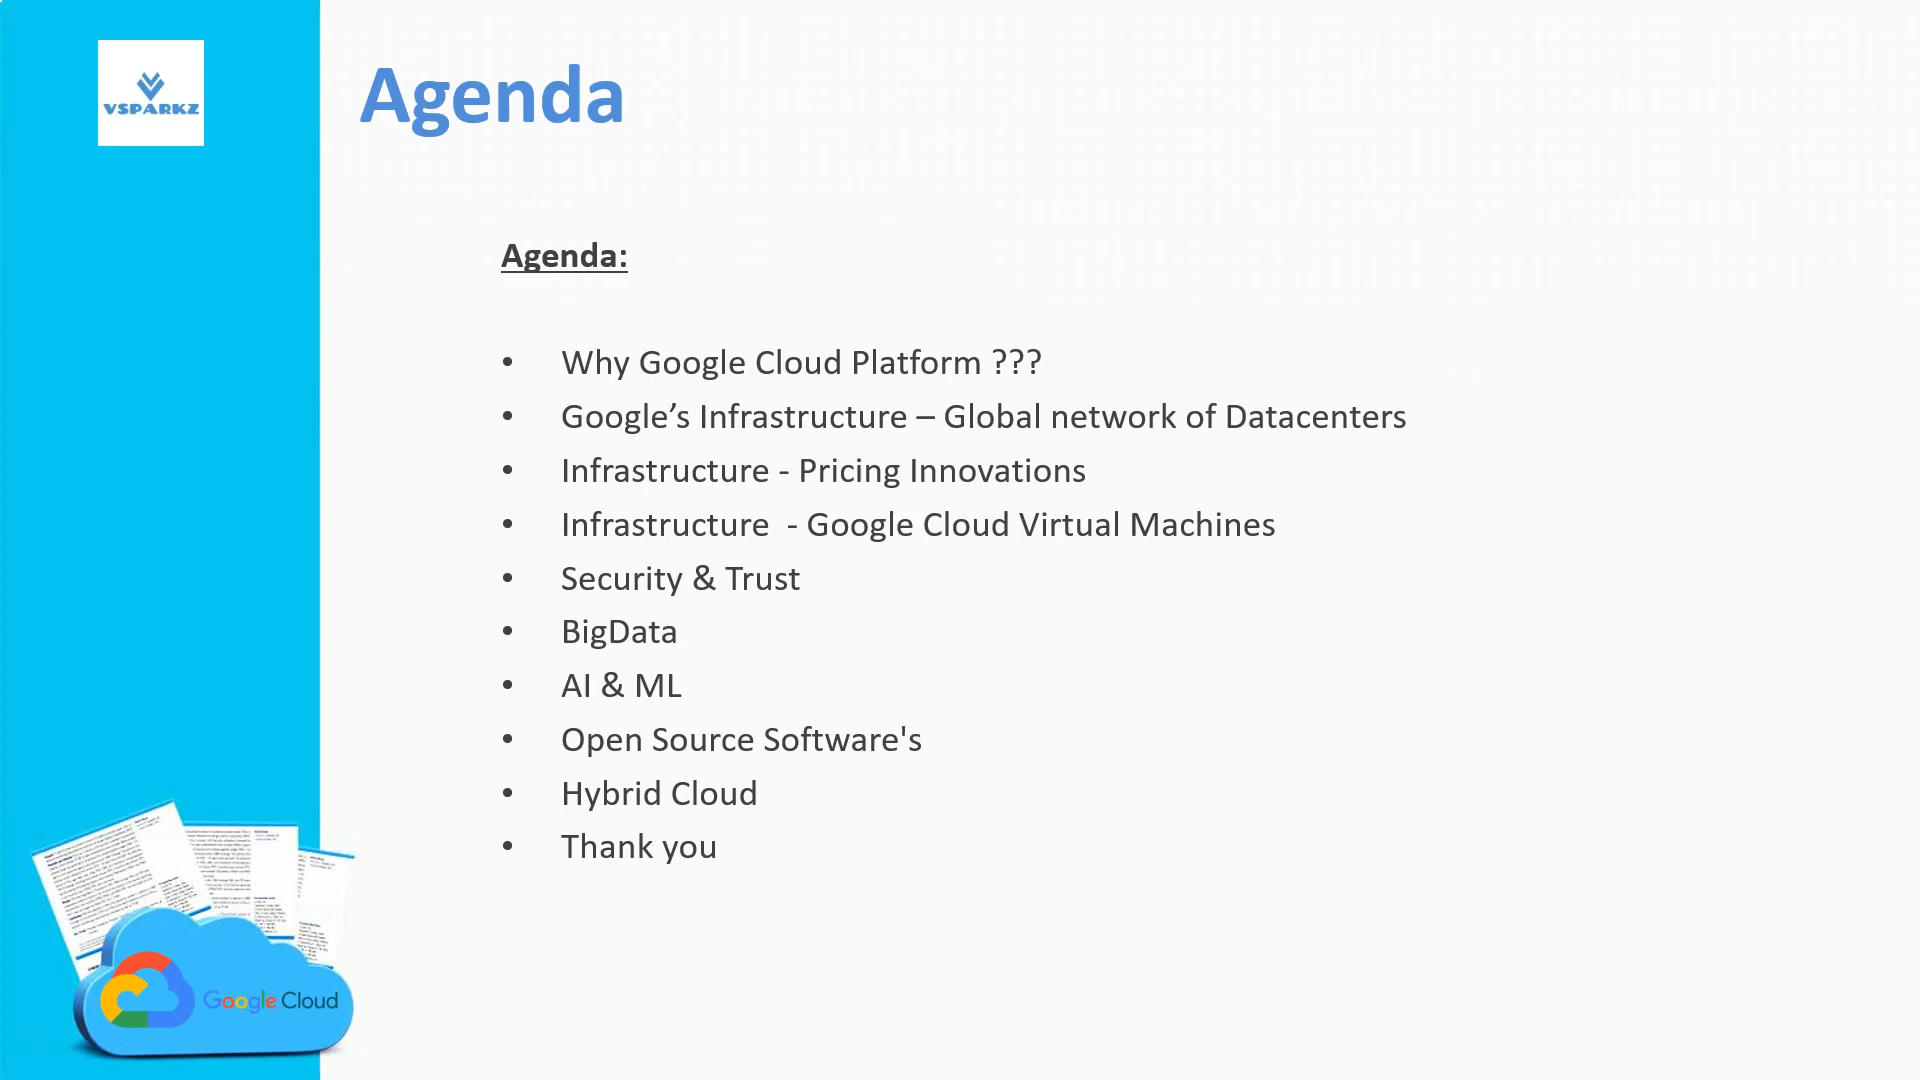 VSPARKZ
Agenda
Agenda:
• Why Google Cloud Platform ???
• Google’s Infrastructure – Global network of Datacenters
• Infrastructure - Pricing Innovations
• Infrastructure  - Google Cloud Virtual Machines
• Security & Trust
• BigData
• AI & ML
• Open Source Software's
• Hybrid Cloud
• Thank you
Google Cloud